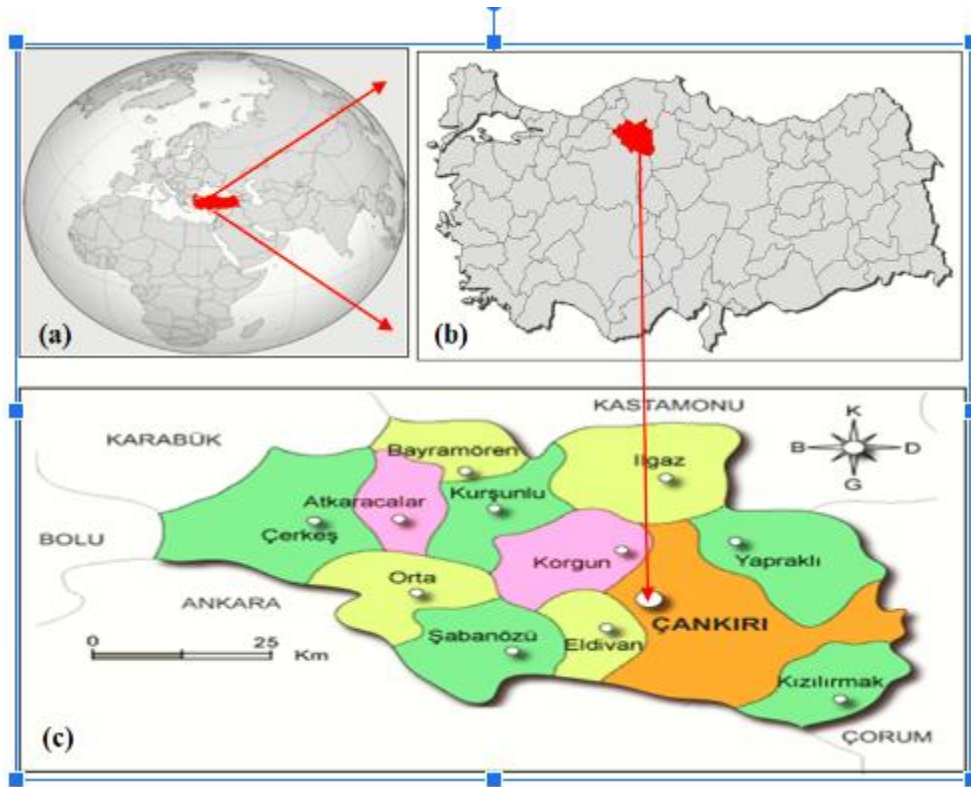 (a)
(b)
KASTAMONU
KARABÜK
K
B
D
G
Bayramören
Ilgaz
Atkaracalar
Kurşunlu
Çerkeş
BOLU
Korgun
Yapraklı
Orta
ANKARA
ÇANKIRI
Şabanözü
Eldivan
0 25
Km
Kızılırmak
(c)
ÇORUM